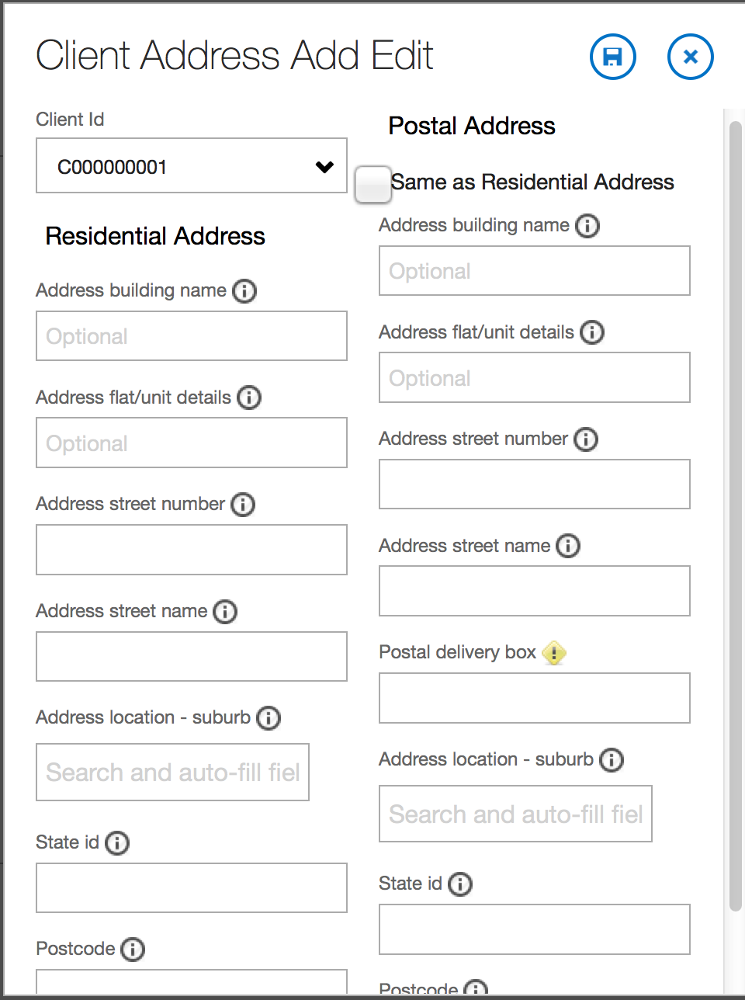 Client Address Add Edit
Client Id
C000000001
Residential Address
Address building name
Optional
Address flat/unit details
Optional
Address street number
Address street name
Address location - suburb
Search and auto-fill fiel
State id
Postcode
Postal Address
Same as Residential Address
Address building name
Optional
Address flat/unit details
Optional
Address street number
Address street name
Postal delivery box
Address location - suburb
Search and auto-fill fiel
State id
Postcode